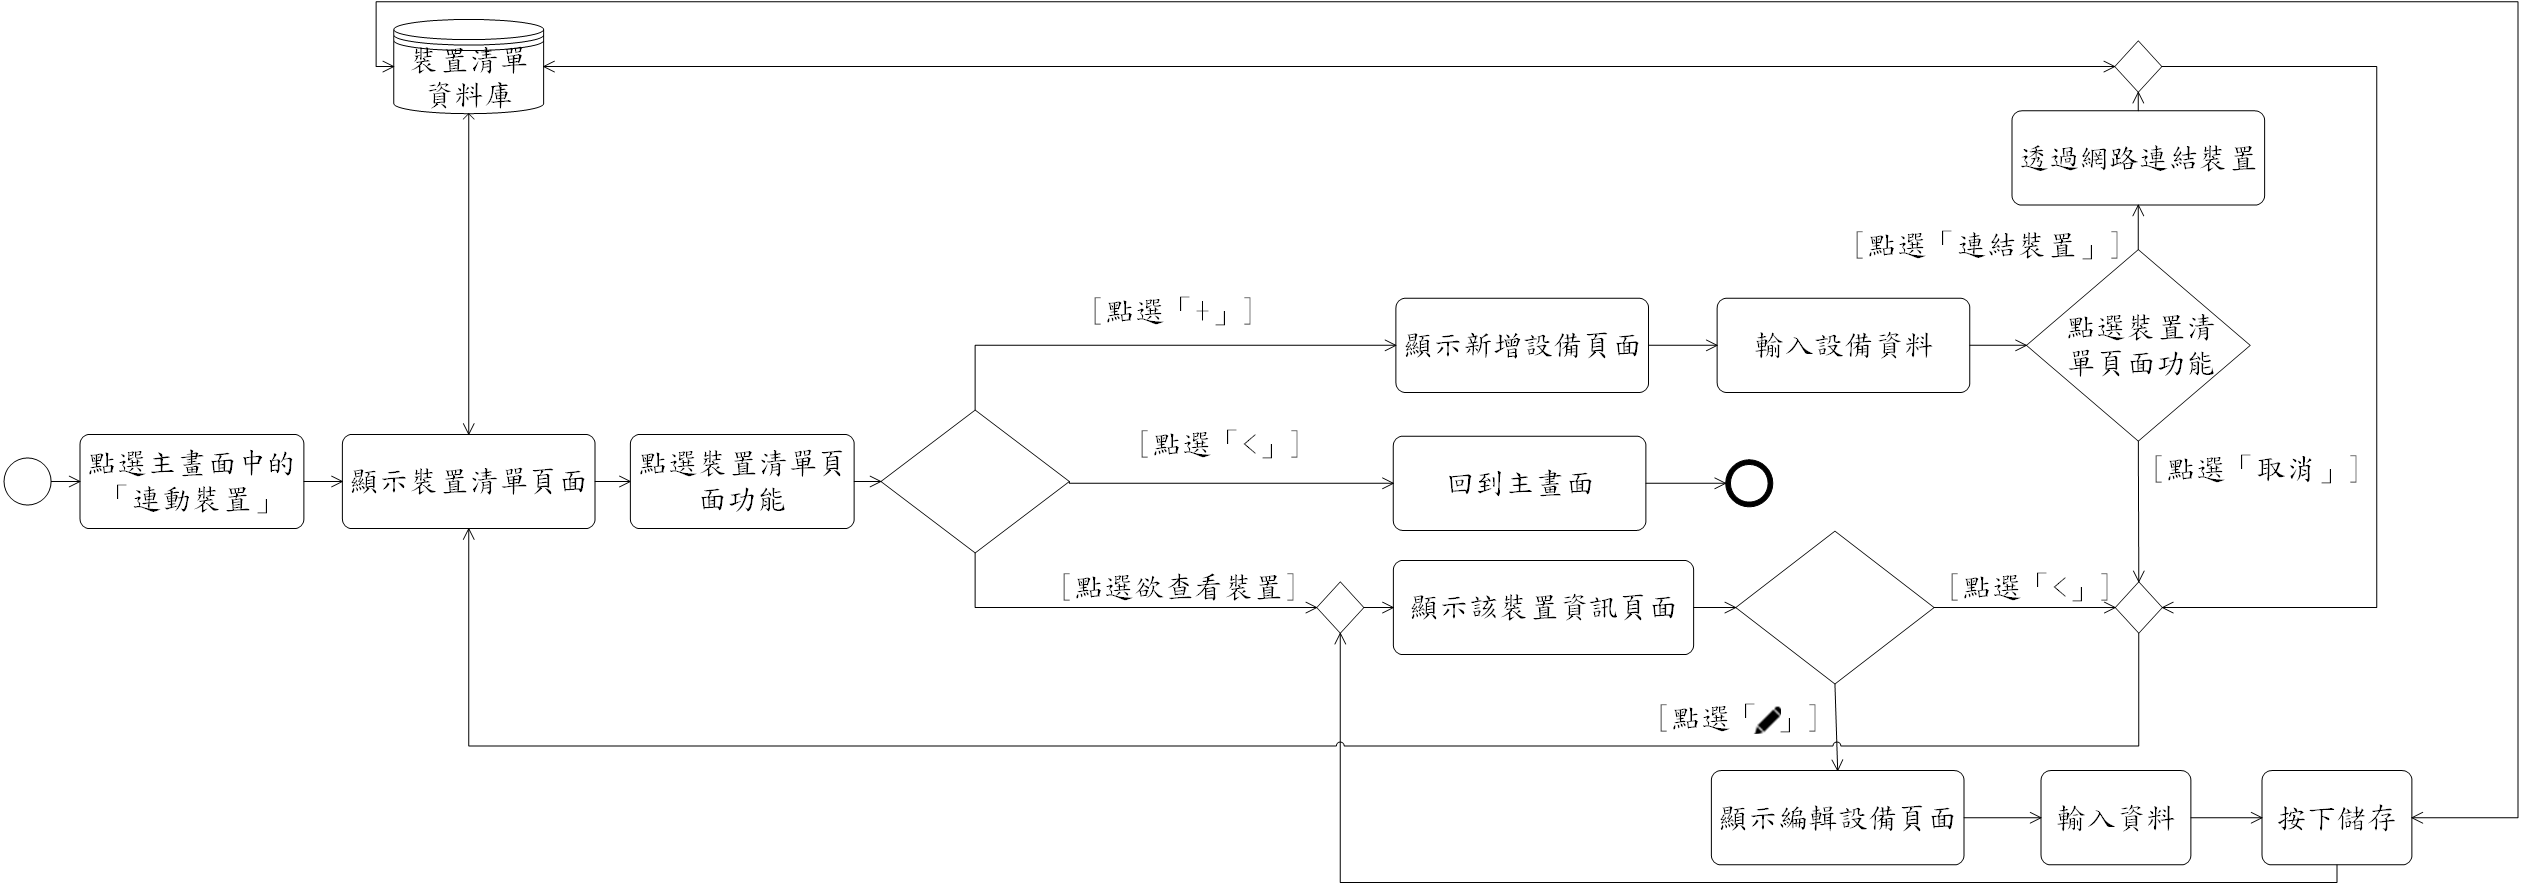 裝置清單
資料庫
透過網路連結裝置
[點選「連結裝置」]
[點選「+」]
顯示新增設備頁面
輸入設備資料
點選裝置清
單頁面功能
點選主畫面中的
「連動裝置」
顯示裝置清單頁面
點選裝置清單頁
面功能
[點選「<」]
回到主畫面
[點選「取消」]
[點選欲查看裝置]
顯示該裝置資訊頁面
[點選「<」]
[點選「」]
顯示編輯設備頁面
輸入資料
按下儲存